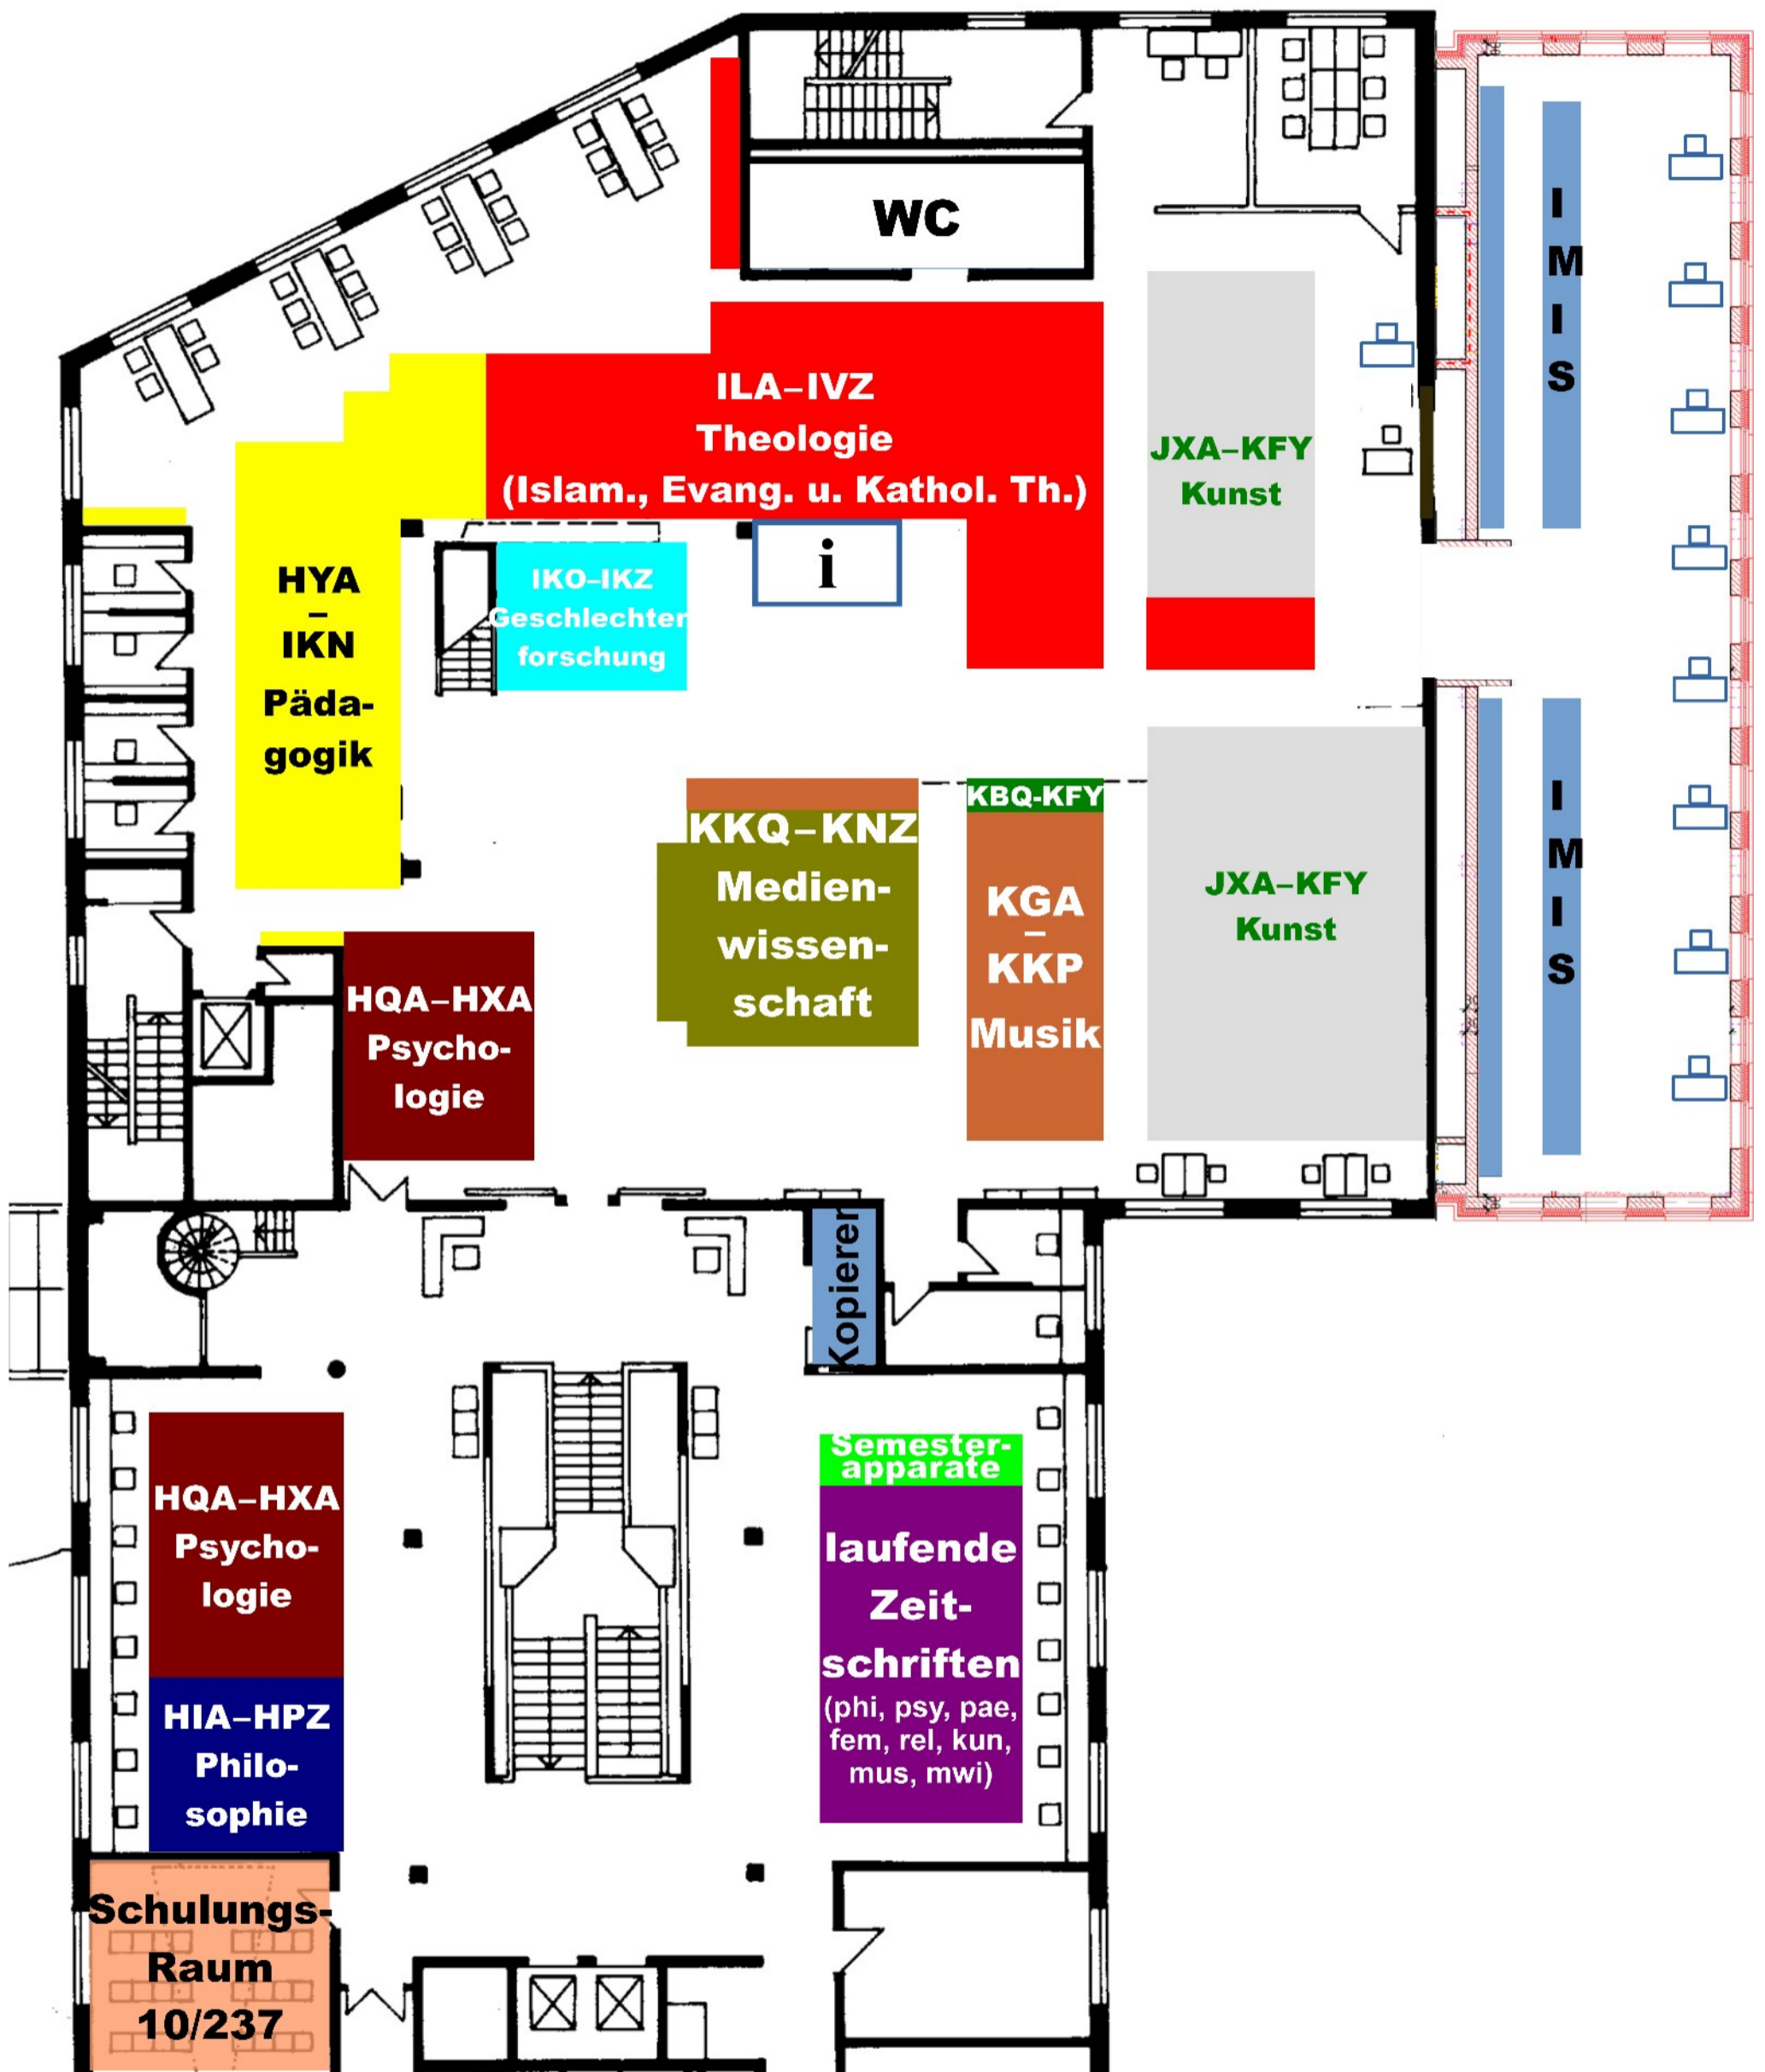 WC
I
M
I
S
ILA–IVZ
Theologie
(Islam., Evang. u. Kathol. Th.)
JXA–KFY
Kunst
i
HYA
–
IKN
Päda-
gogik
IKO–IKZ
Geschlechter
forschung
KKQ–KNZ
Medien-
wissen-
schaft
KBQ-KFY
KGA
–
KKP
Musik
JXA–KFY
Kunst
I
M
I
S
HQA–HXA
Psycho-
logie
Kopierer
HQA–HXA
Psycho-
logie
HIA–HPZ
Philo-
sophie
Semester-
apparate
laufende
Zeit-
schriften
(phi, psy, pae,
fem, rel, kun,
mus, mwi)
Schulungs-
Raum
10/237